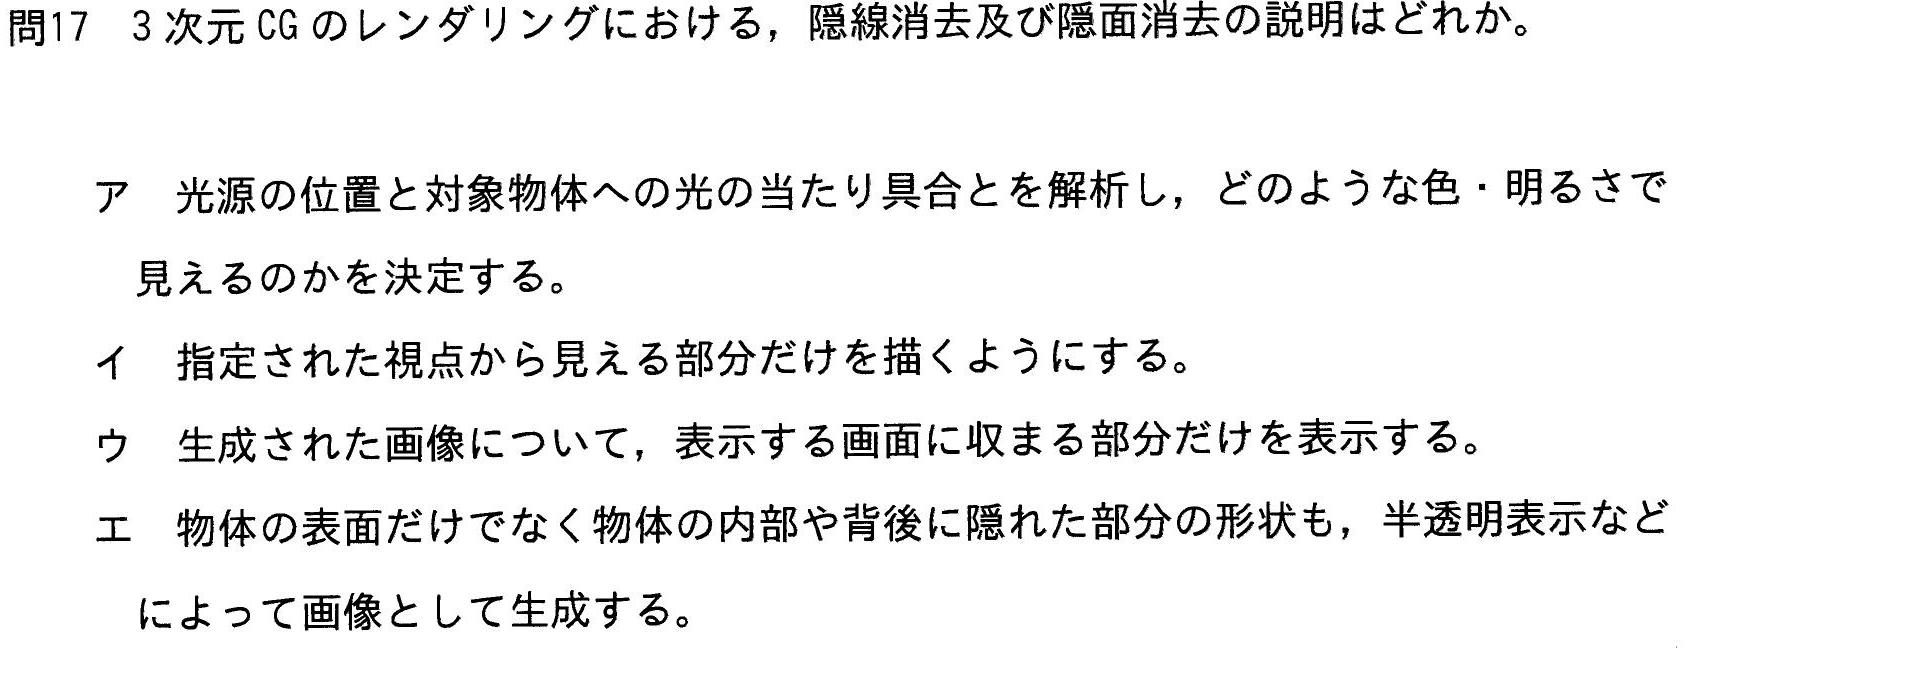 問17 3次元CGのレンダリングにおける，隠線消去及び隠面消去の説明はどれか。
ア 光源の位置と対象物体への光の当たり具合とを解析し，どのような色・明るさで
見えるのかを決定する。
イ 指定された視点から見える部分だけを描くようにする。
ウ 生成された画像について，表示する画面に収まる部分だけを表示する。
エ 物体の表面だけでなく物体の内部や背後に隠れた部分の形状も，半透明表示など
によって画像として生成する。